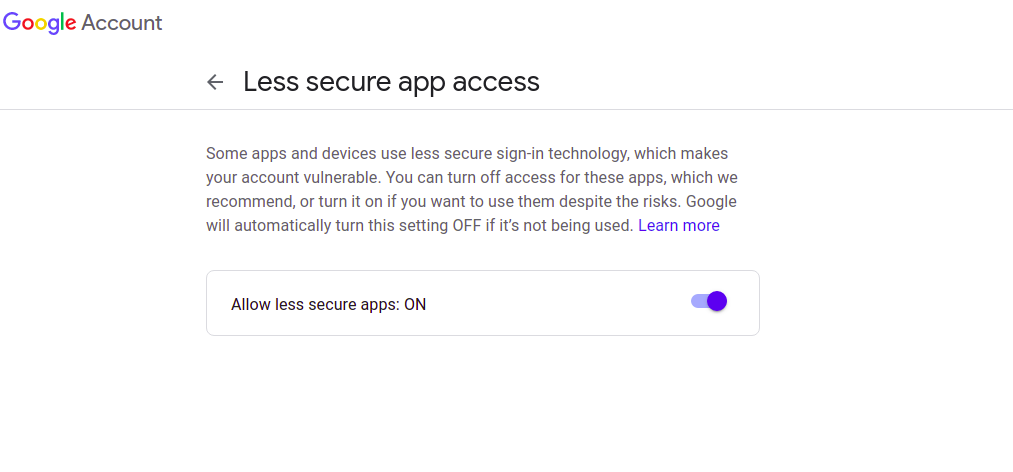 Google Account
Less secure app access
Some apps and devices use less secure sign-in technology, which makes
your account vulnerable. You can turn off access for these apps, which we
recommend, or turn it on if you want to use them despite the risks. Google
will automatically turn this setting OFF if it’s not being used. Learn more
Allow less secure apps: ON